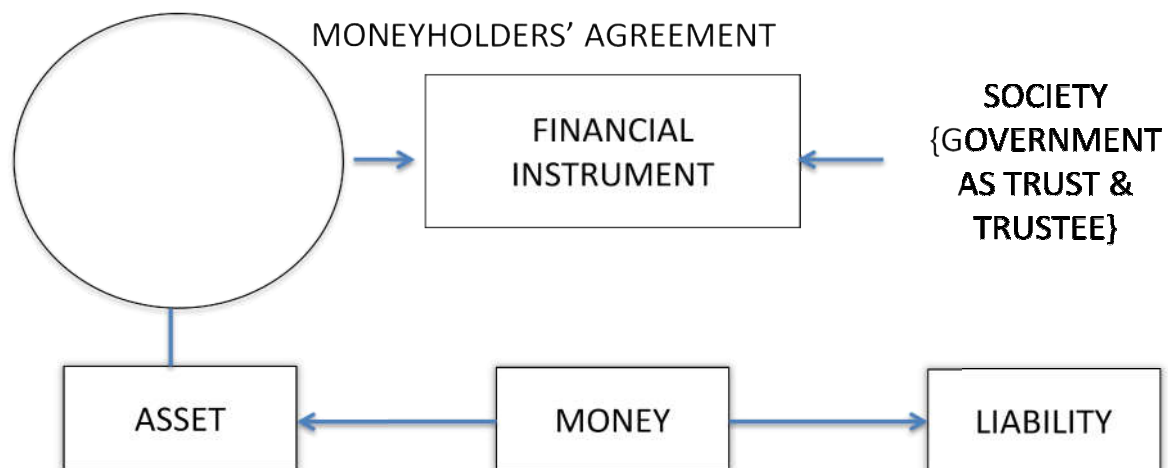 MONEYHOLDERS’ AGREEMENT
FINANCIAL
INSTRUMENT
SOCIETY
{GOVERNMENT
AS TRUST &
TRUSTEE}
ASSET
MONEY
LIABILITY